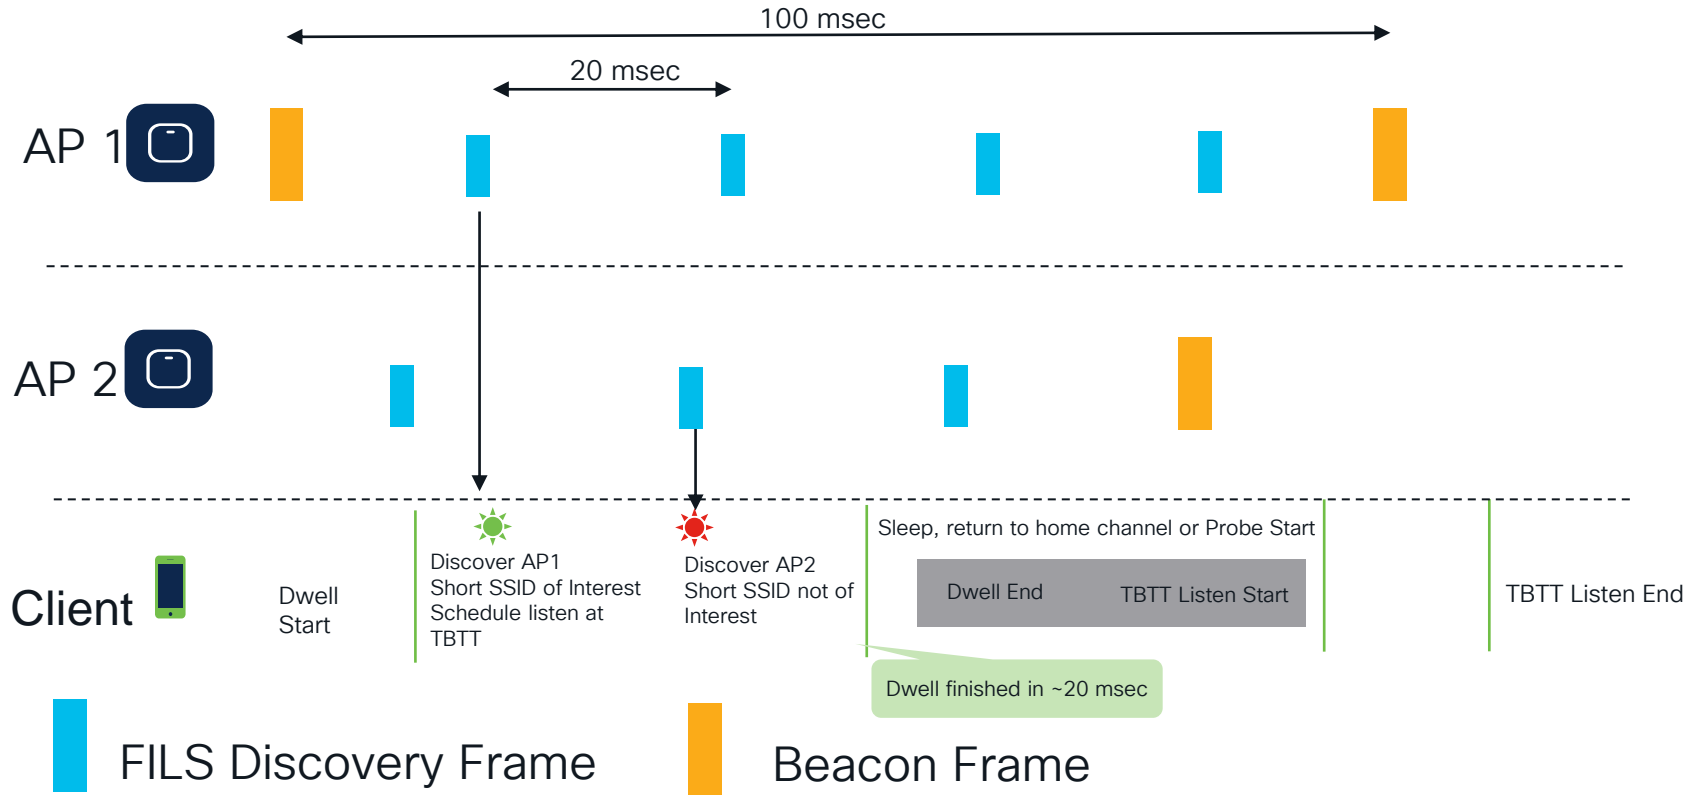 100 msec
20 msec
AP 1
AP 2
Client
Dwell
Start
Discover AP1
Short SSID of Interest
Schedule listen at
TBTT
Discover AP2
Short SSID not of
Interest
Sleep, return to home channel or Probe Start
Dwell End
TBTT Listen Start
TBTT Listen End
Dwell finished in ~20 msec
FILS Discovery Frame
Beacon Frame